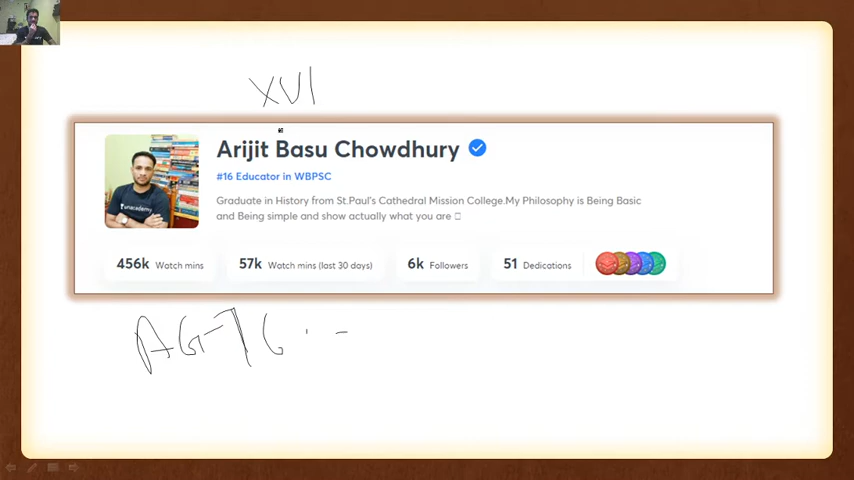 XVI
Arijit Basu Chowdhury
#16 Educator in WBPSC
Graduate in History from St.Paul's Cathedral Mission College.My Philosophy is Being Basic
and Being simple and show actually what you are
456k Watch mins
57k Watch mins (last 30 days)
6k Followers
51 Dedications
unacademy